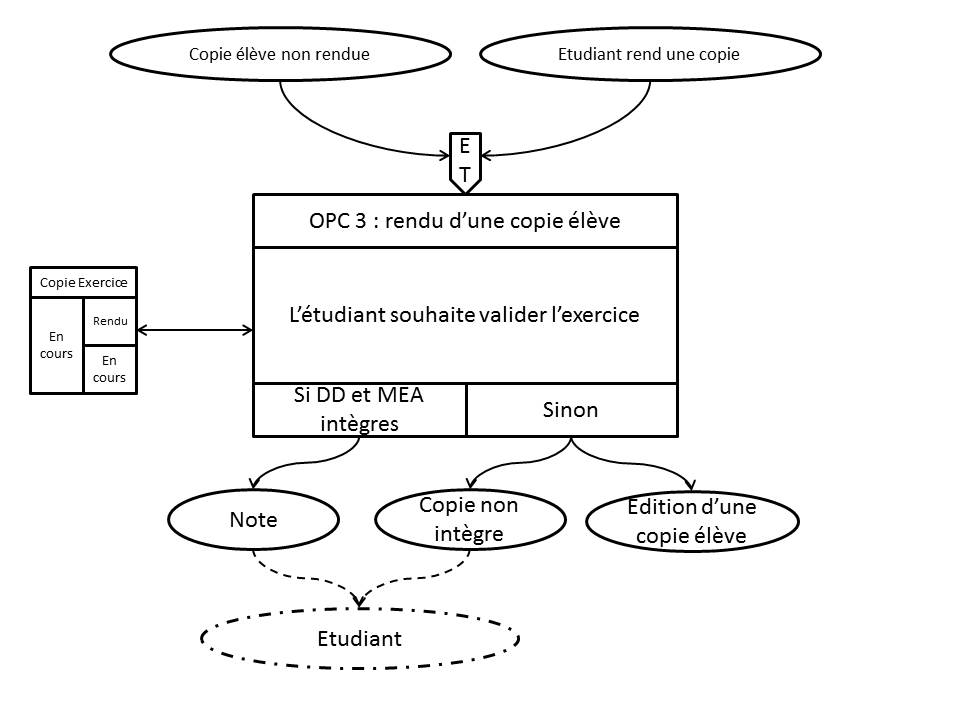 Copie élève non rendue
Etudiant rend une copie
E
T
OPC 3 : rendu d’une copie élève
Copie Exercice
L’étudiant souhaite valider l’exercice
En
cours
Rendu
En
cours
Si DD et MEA
intègres
Sinon
Note
Copie non
intègre
Edition d’une
copie élève
Etudiant